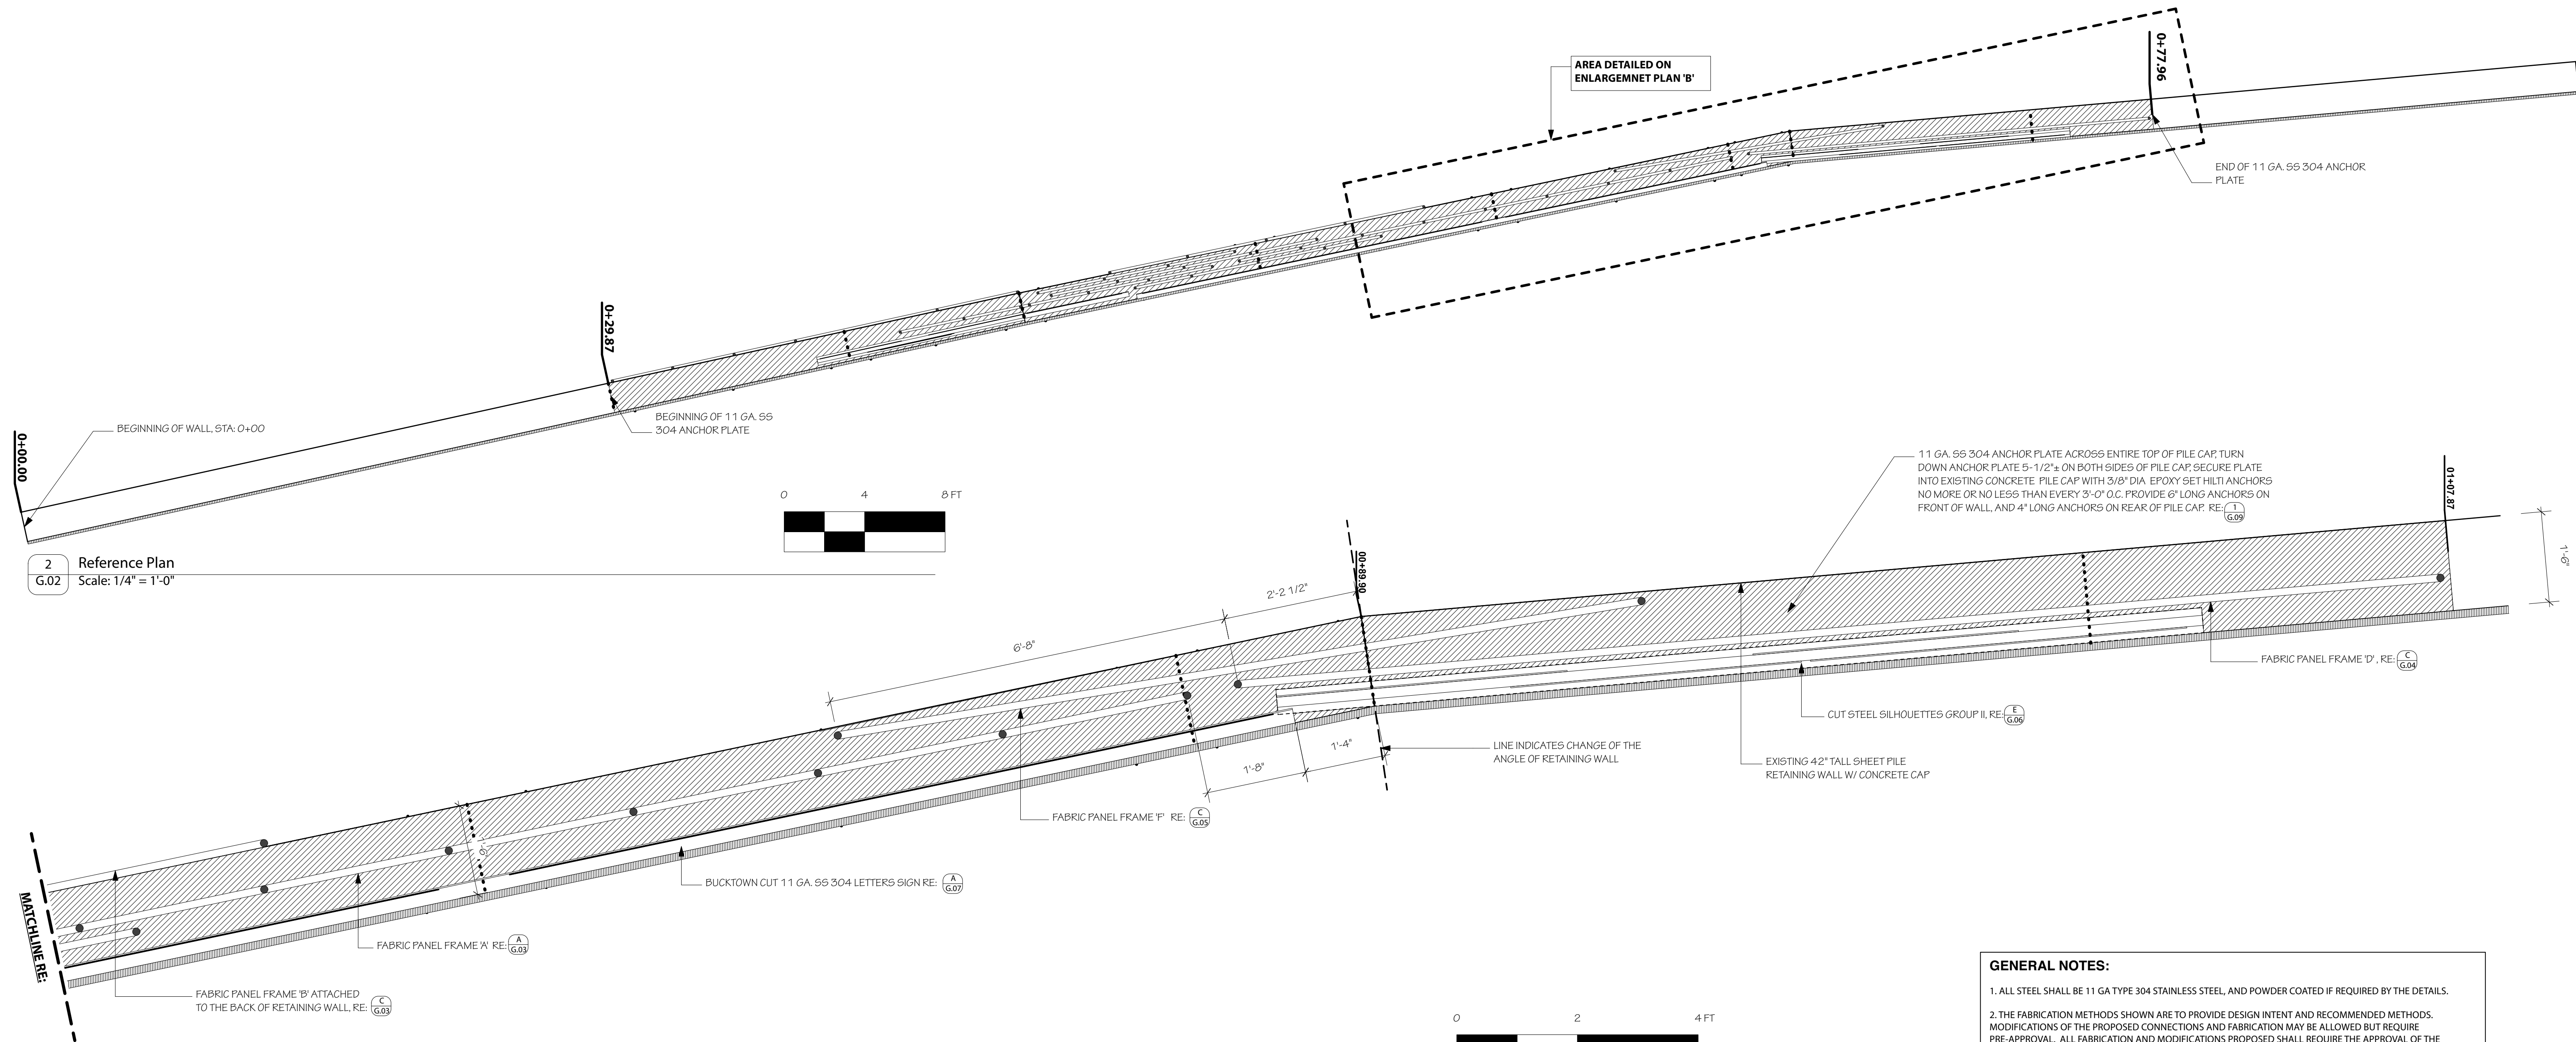 AREA DETAILED ON
ENLARGEMNET PLAN 'B'
0+77.96
END OF 11 GA. SS 304 ANCHOR
PLATE
0+29.87
BEGINNING OF 11 GA. SS
304 ANCHOR PLATE
0+00.00
BEGINNING OF WALL, STA: 0+00
0 4 8 FT
2
G.02
Reference Plan
Scale: 1/4" = 1'-0"
11 GA. SS 304 ANCHOR PLATE ACROSS ENTIRE TOP OF PILE CAP, TURN
DOWN ANCHOR PLATE 5-1/2"± ON BOTH SIDES OF PILE CAP, SECURE PLATE
INTO EXISTING CONCRETE PILE CAP WITH 3/8" DIA EPOXY SET HILTI ANCHORS
NO MORE OR NO LESS THAN EVERY 3'-0" O.C. PROVIDE 6" LONG ANCHORS ON
FRONT OF WALL, AND 4" LONG ANCHORS ON REAR OF PILE CAP. RE:
1
G.09
01+07.87
1'-6"
00+89.90
2'-2 1/2"
6'-8"
FABRIC PANEL FRAME 'D' , RE:
C
G.04
CUT STEEL SILHOUETTES GROUP II, RE:
E
G.06
LINE INDICATES CHANGE OF THE
ANGLE OF RETAINING WALL
EXISTING 42" TALL SHEET PILE
RETAINING WALL W/ CONCRETE CAP
1'-4"
1'-8"
FABRIC PANEL FRAME 'F' RE:
C
G.05
BUCKTOWN CUT 11 GA. SS 304 LETTERS SIGN RE:
A
G.07
FABRIC PANEL FRAME 'A' RE:
A
G.03
MATCHLINE RE:
FABRIC PANEL FRAME 'B' ATTACHED
TO THE BACK OF RETAINING WALL, RE:
C
G.03
0 2 4 FT
GENERAL NOTES:
1. ALL STEEL SHALL BE 11 GA TYPE 304 STAINLESS STEEL, AND POWDER COATED IF REQUIRED BY THE DETAILS.
2. THE FABRICATION METHODS SHOWN ARE TO PROVIDE DESIGN INTENT AND RECOMMENDED METHODS.
MODIFICATIONS OF THE PROPOSED CONNECTIONS AND FABRICATION MAY BE ALLOWED BUT REQUIRE
PRE-APPROVAL. ALL FABRICATION AND MODIFICATIONS PROPOSED SHALL REQUIRE THE APPROVAL OF THE